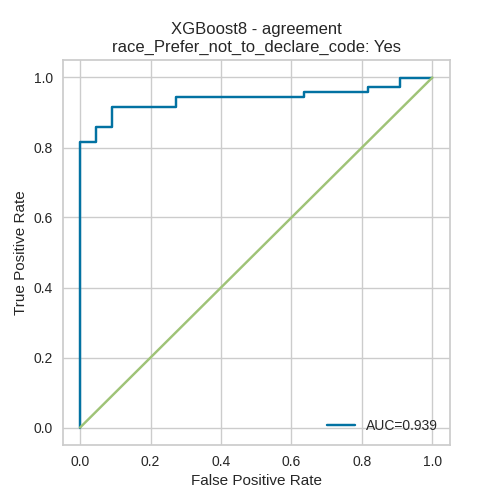 XGBoost8 - agreement
race_Prefer_not_to_declare_code: Yes
1.0
0.8
0.6
0.4
0.2
0.0
True Positive Rate
AUC=0.939
0.0 0.2 0.4 0.6 0.8 1.0
False Positive Rate